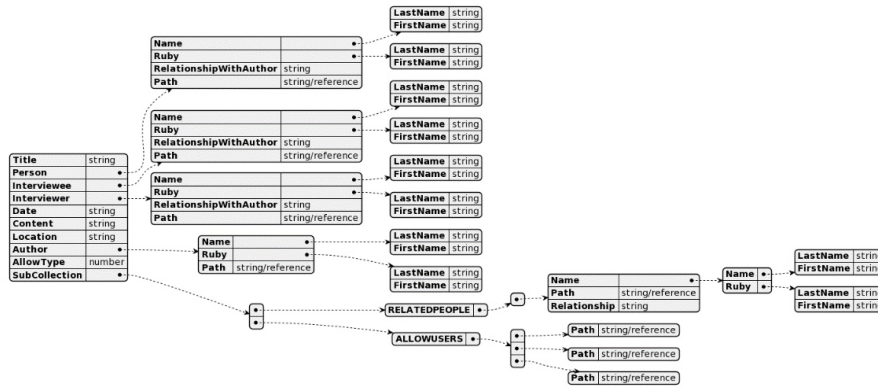 LastName string
FirstName string
Name
Ruby
RelationshipWithAuthor string
Path string/reference
LastName string
FirstName string
LastName string
FirstName string
Name
Ruby
RelationshipWithAuthor string
Path string/reference
LastName string
FirstName string
LastName string
FirstName string
Name
Ruby
RelationshipWithAuthor string
Path string/reference
LastName string
FirstName string
Title string
Person
Interviewee
Interviewer
Date string
Content string
Location string
Author
AllowType number
SubCollection
Name
Ruby
Path string/reference
LastName string
FirstName string
LastName string
FirstName string
RELATEDPEOPLE
Name
Path string/reference
Relationship string
Name
Ruby
LastName
FirstName
LastName
FirstName
ALLOWUSERS
Path string/reference
Path string/reference
Path string/reference